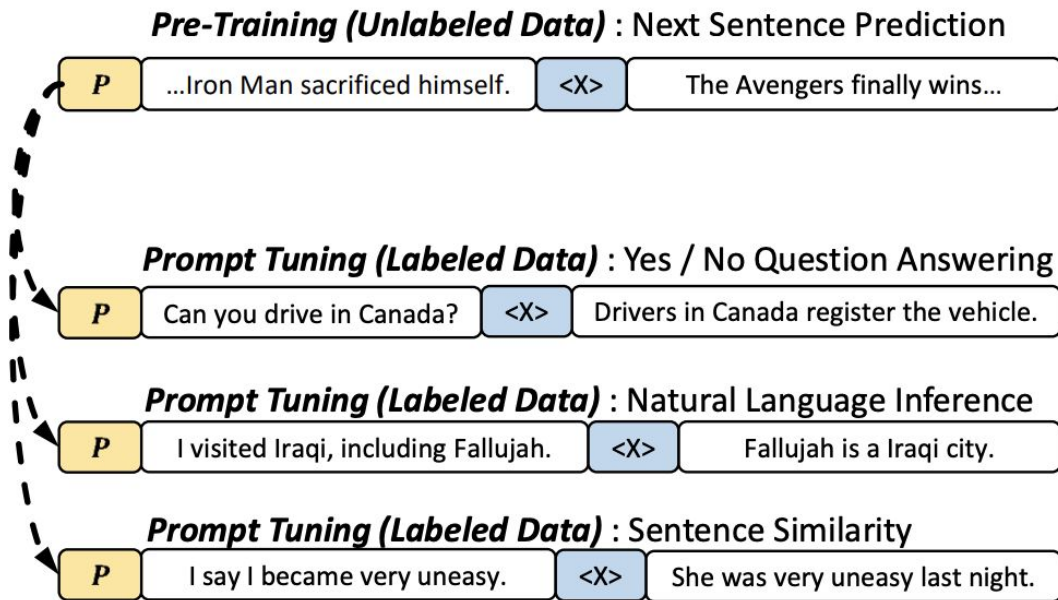 Pre-Training (Unlabeled Data) : Next Sentence Prediction
P ...Iron Man sacrificed himself. <X> The Avengers finally wins...
Prompt Tuning (Labeled Data) : Yes / No Question Answering
P Can you drive in Canada? <X> Drivers in Canada register the vehicle.
Prompt Tuning (Labeled Data) : Natural Language Inference
P I visited Iraqi, including Fallujah. <X> Fallujah is a Iraqi city.
Prompt Tuning (Labeled Data) : Sentence Similarity
P I say I became very uneasy. <X> She was very uneasy last night.